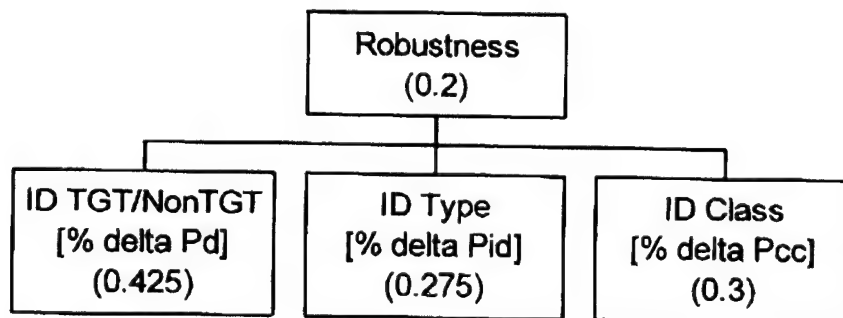 Robustness
(0.2)
ID TGT/NonTGT
[% delta Pd]
(0.425)
ID Type
[% delta Pid]
(0.275)
ID Class
[% delta Pcc]
(0.3)